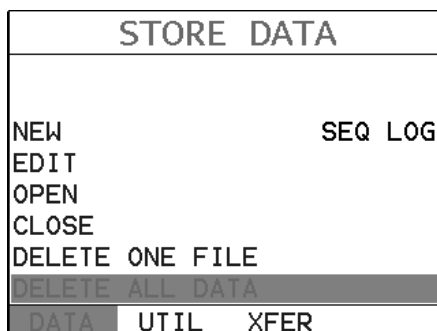 STORE DATA
NEW SEQ LOG
EDIT
OPEN
CLOSE
DELETE ONE FILE
DELETE ALL DATA
DATA UTIL XFER